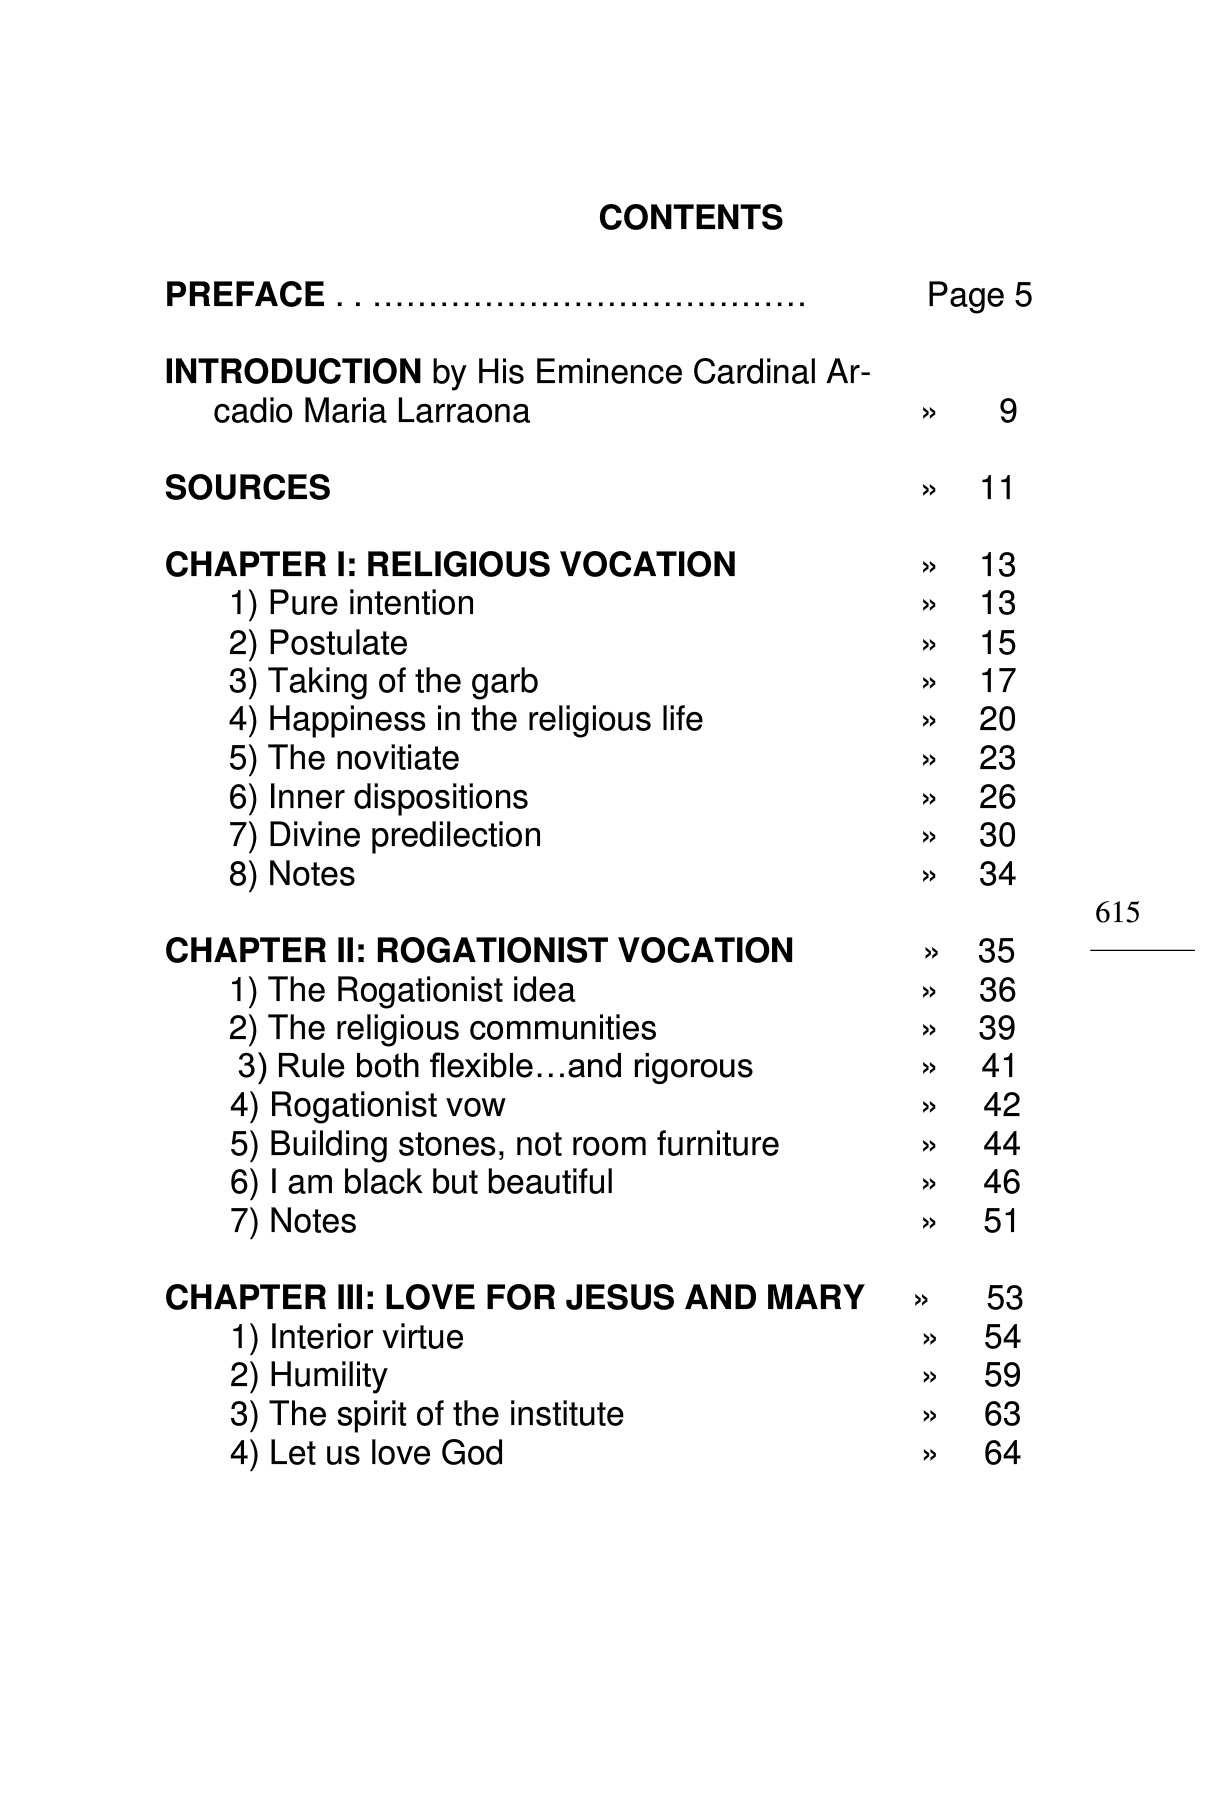 CONTENTS
PREFACE . . …………………………………. Page 5
INTRODUCTION by His Eminence Cardinal Ar-
cadio Maria Larraona » 9
SOURCES » 11
CHAPTER I: RELIGIOUS VOCATION » 13
1) Pure intention » 13
2) Postulate » 15
3) Taking of the garb » 17
4) Happiness in the religious life » 20
5) The novitiate » 23
6) Inner dispositions » 26
7) Divine predilection » 30
8) Notes » 34
615
CHAPTER II: ROGATIONIST VOCATION » 35
1) The Rogationist idea » 36
2) The religious communities » 39
3) Rule both flexible…and rigorous » 41
4) Rogationist vow » 42
5) Building stones, not room furniture » 44
6) I am black but beautiful » 46
7) Notes » 51
CHAPTER III: LOVE FOR JESUS AND MARY » 53
1) Interior virtue » 54
2) Humility » 59
3) The spirit of the institute » 63
4) Let us love God » 64